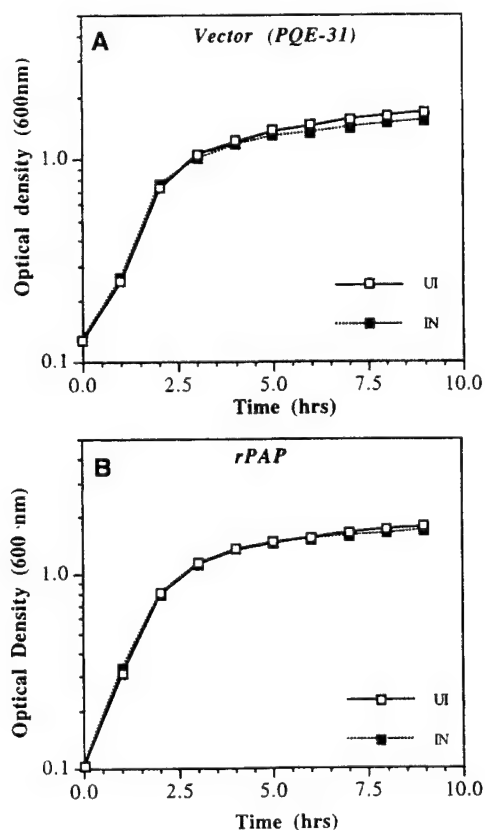 A
Vector (PQE-31)
Optical density (600nm)
1.0
0.1
UI
IN
0.0
2.5
5.0
7.5
10.0
Time (hrs)
B
rPAP
Optical Density (600 ·nm)
1.0
0.1
UI
IN
0.0
2.5
5.0
7.5
10.0
Time (hrs)